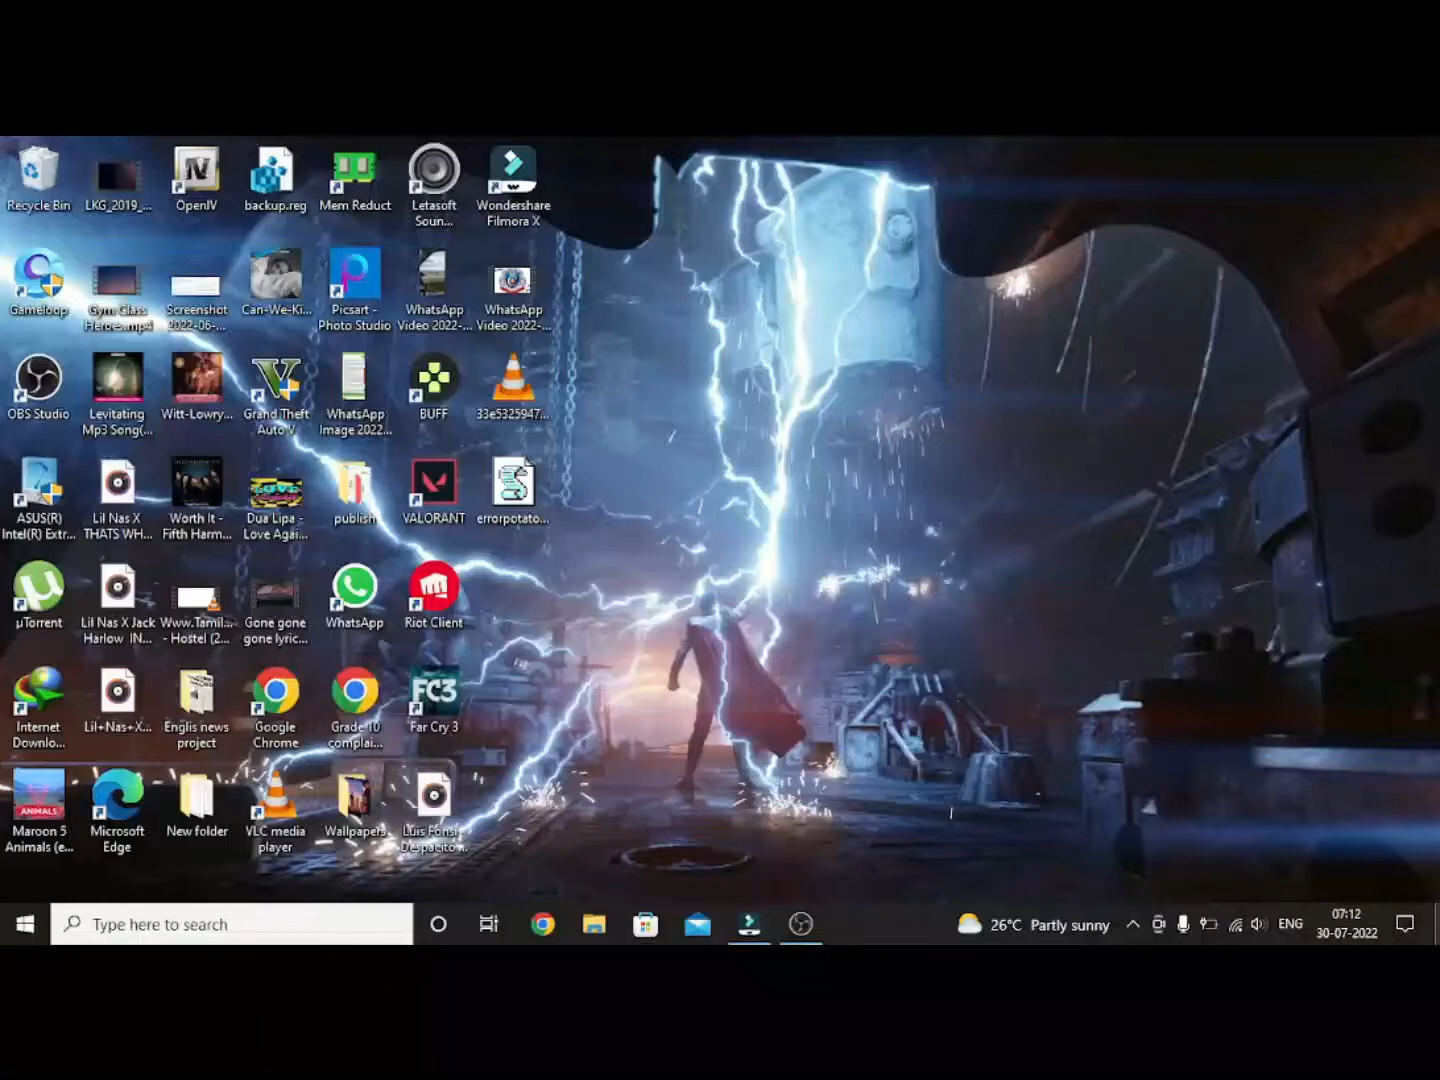 Recycle Bin
LKG_2019_...
OpenIV
backup.reg
Mem Reduct
Letasoft
Soun...
Wondershare
Filmora X
Gameloop
Gym Class
Heroes.mp4
Screenshot
2022-06-...
Can-We-Ki...
Picsart -
Photo Studio
WhatsApp
Video 2022-...
WhatsApp
Video 2022-...
OBS Studio
Levitating
Mp3 Song(...
Witt-Lowry...
Grand Theft
Auto V
WhatsApp
Image 2022...
BUFF
33e5325947...
ASUS(R)
Intel(R) Extr...
Lil Nas X
THATS WH...
Worth It -
Fifth Harm...
Dua Lipa -
Love Agai...
publish
VALORANT
errorpotato...
µTorrent
Lil Nas X Jack
Harlow IN...
Www.Tamil...
- Hostel (2...
Gone gone
gone lyric...
WhatsApp
Riot Client
Internet
Downlo...
Lil+Nas+X...
Englis news
project
Google
Chrome
Grade 10
complai...
FC3
Far Cry 3
ANIMALS
Maroon 5
Animals (e...
Microsoft
Edge
New folder
VLC media
player
Wallpapers
Luis Fonsi
Despacito...
Type here to search
26°C Partly sunny
ENG
07:12
30-07-2022